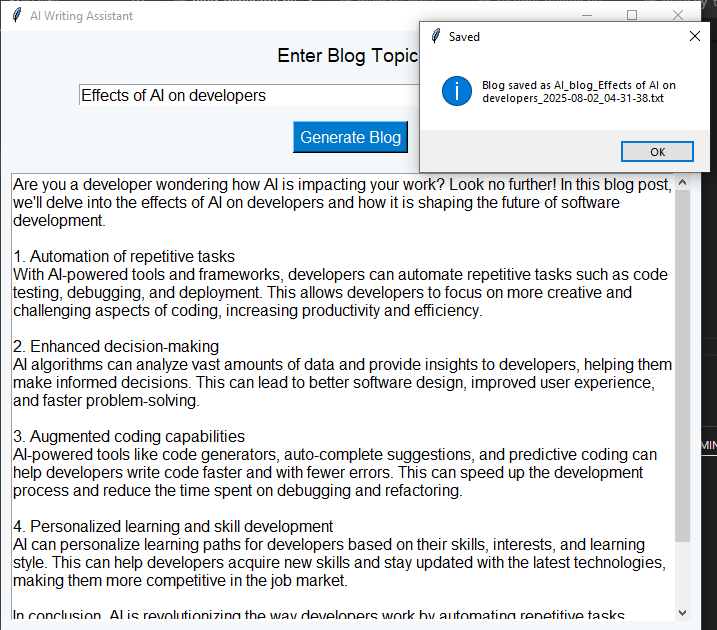 AI Writing Assistant
Saved
Enter Blog Topic
Blog saved as AI_blog_Effects of AI on
developers_2025-08-02_04-31-38.txt
Effects of AI on developers
Generate Blog
OK
Are you a developer wondering how AI is impacting your work? Look no further! In this blog post,
we'll delve into the effects of AI on developers and how it is shaping the future of software
development.
1. Automation of repetitive tasks
With AI-powered tools and frameworks, developers can automate repetitive tasks such as code
testing, debugging, and deployment. This allows developers to focus on more creative and
challenging aspects of coding, increasing productivity and efficiency.
2. Enhanced decision-making
AI algorithms can analyze vast amounts of data and provide insights to developers, helping them
make informed decisions. This can lead to better software design, improved user experience,
and faster problem-solving.
3. Augmented coding capabilities
AI-powered tools like code generators, auto-complete suggestions, and predictive coding can
help developers write code faster and with fewer errors. This can speed up the development
process and reduce the time spent on debugging and refactoring.
4. Personalized learning and skill development
AI can personalize learning paths for developers based on their skills, interests, and learning
style. This can help developers acquire new skills and stay updated with the latest technologies,
making them more competitive in the job market.
In conclusion, AI is revolutionizing the way developers work by automating repetitive tasks